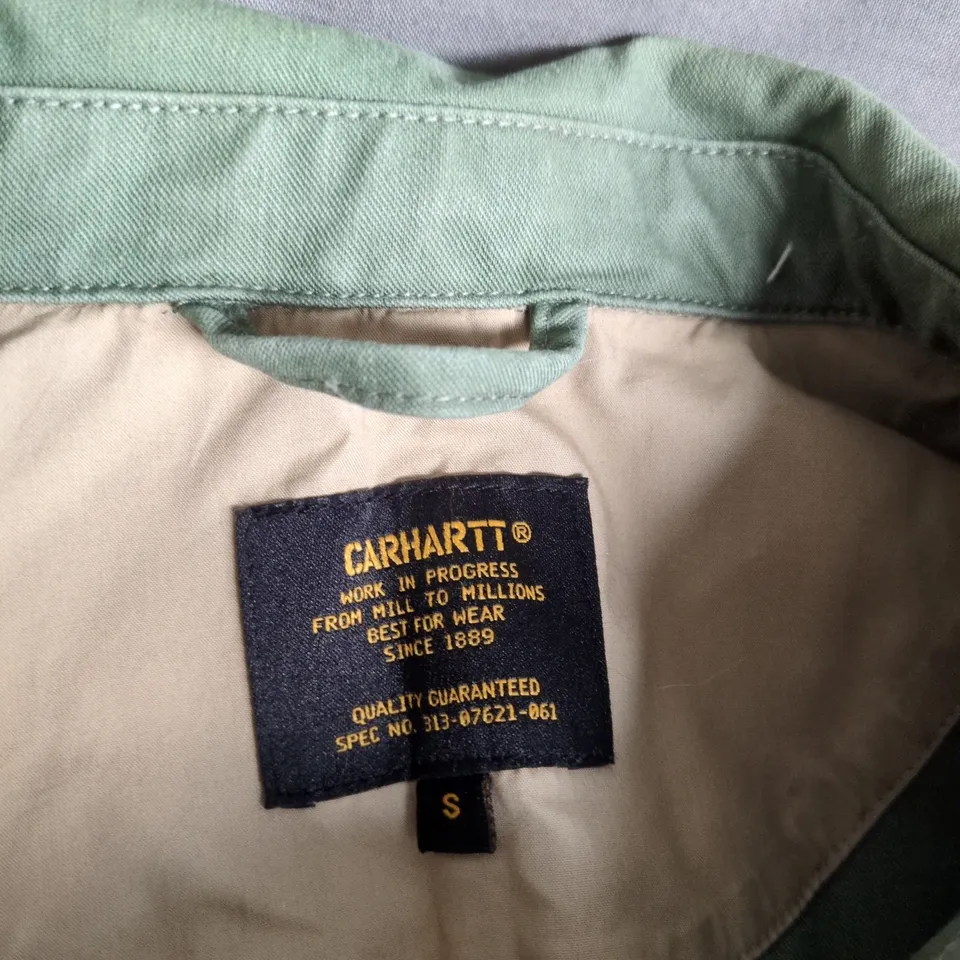 CARHARTT®
WORK IN PROGRESS
FROM MILL TO MILLIONS
BEST FOR WEAR
SINCE 1889
QUALITY GUARANTEED
SPEC NO. 313-07621-061
S